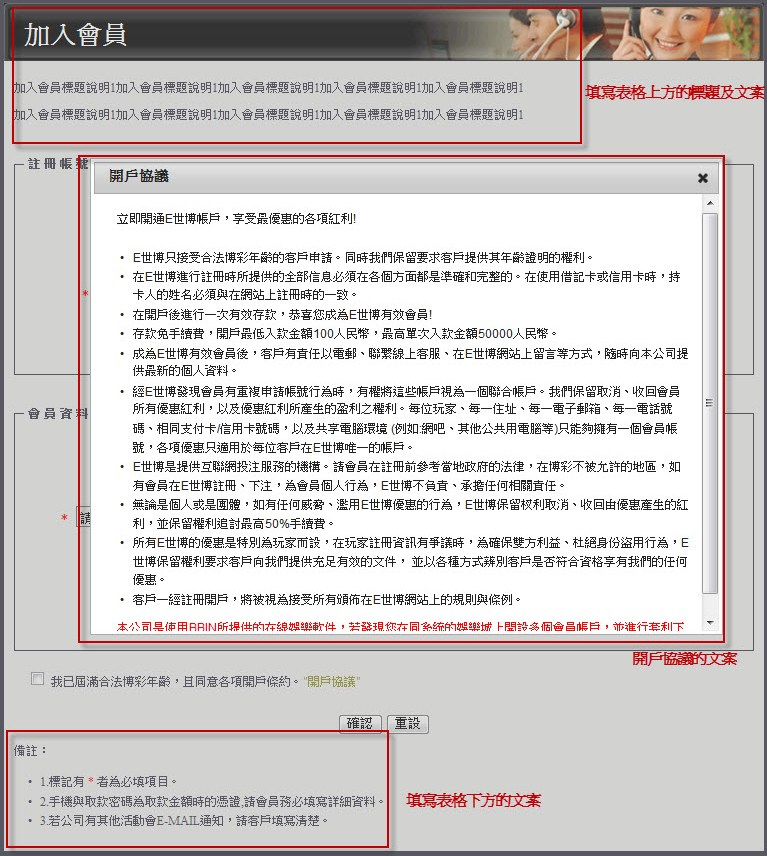 加入會員
加入會員標題說明1加入會員標題說明1加入會員標題說明1加入會員標題說明1加入會員標題說明1
加入會員標題說明1加入會員標題說明1加入會員標題說明1加入會員標題說明1加入會員標題說明1
填寫表格上方的標題及文案
註冊帳號
開戶協議
立即開通E世博帳戶，享受最優惠的各項紅利!
• E世博只接受合法博彩年齡的客戶申請。同時我們保留要求客戶提供其年齡證明的權利。
• 在E世博進行註冊時所提供的全部信息必須在各個方面都是準確和完整的。在使用借記卡或信用卡時，持
卡人的姓名必須與在網站上註冊時的一致。
• 在開戶後進行一次有效存款，恭喜您成為E世博有效會員!
• 存款免手續費，開戶最低入款金額100人民幣，最高單次入款金額50000人民幣。
• 成為E世博有效會員後，客戶有責任以電郵、聯繫線上客服、在E世博網站上留言等方式，隨時向本公司提
供最新的個人資料。
• 經E世博發現會員有重複申請帳號行為時，有權將這些帳戶視為一個聯合帳戶。我們保留取消、收回會員
所有優惠紅利，以及優惠紅利所產生的盈利之權利。每位玩家、每一住址、每一電子郵箱、每一電話號
碼、相同支付卡/信用卡號碼，以及共享電腦環境 (例如:網吧、其他公共用電腦等)只能夠擁有一個會員帳
號，各項優惠只適用於每位客戶在E世博唯一的帳戶。
• E世博是提供互聯網投注服務的機構。請會員在註冊前參考當地政府的法律，在博彩不被允許的地區，如
有會員在E世博註冊、下注，為會員個人行為，E世博不負責、承擔任何相關責任。
• 無論是個人或是團體，如有任何威脅、濫用E世博優惠的行為，E世博保留杈利取消、收回由優惠產生的紅
利，並保留權利追討最高50%手續費。
• 所有E世博的優惠是特別為玩家而設，在玩家註冊資訊有爭議時，為確保雙方利益、杜絕身份盜用行為，E
世博保留權利要求客戶向我們提供充足有效的文件， 並以各種方式辨別客戶是否符合資格享有我們的任何
優惠。
• 客戶一經註冊開戶，將被視為接受所有頒佈在E世博網站上的規則與條例。
本公司是使用BBIN所提供的在線娛樂軟件，若發現您在同系統的娛樂城上開設多個會員帳戶，並進行套利下
*
會員資料
* 請
開戶協議的文案
我已屆滿合法博彩年齡，且同意各項開戶條約。"開戶協議"
確認 重設
備註：
• 1.標記有 * 者為必填項目。
• 2.手機與取款密碼為取款金額時的憑證,請會員務必填寫詳細資料。
• 3.若公司有其他活動會E-MAIL通知，請客戶填寫清楚。
填寫表格下方的文案